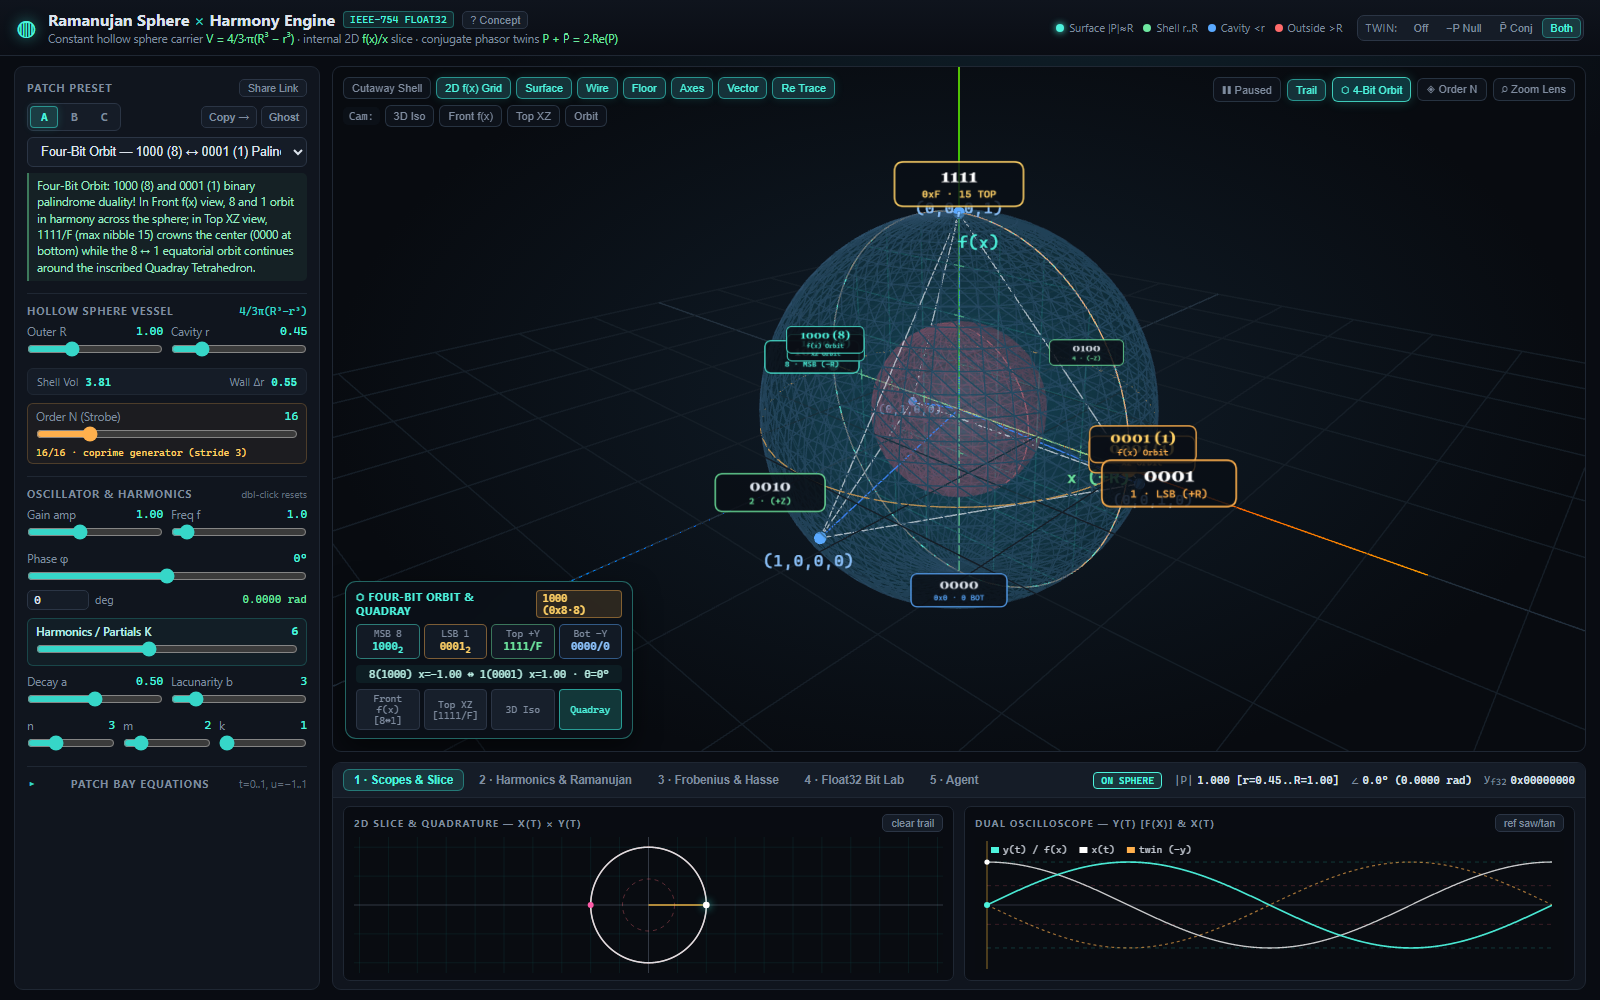 Ramanujan Sphere × Harmony Engine
IEEE-754 FLOAT32
? Concept
Constant hollow sphere carrier V = 4/3·π(R³ − r³) · internal 2D f(x)/x slice · conjugate phasor twins P + P̄ = 2·Re(P)
Surface |P|≈R
Shell r..R
Cavity <r
Outside >R
TWIN:
Off
−P Null
P̄ Conj
Both
PATCH PRESET
Share Link
A
B
C
Copy →
Ghost
Four-Bit Orbit — 1000 (8) ↔ 0001 (1) Palin
Four-Bit Orbit: 1000 (8) and 0001 (1) binary
palindrome duality! In Front f(x) view, 8 and 1 orbit
in harmony across the sphere; in Top XZ view,
1111/F (max nibble 15) crowns the center (0000 at
bottom) while the 8 ↔ 1 equatorial orbit continues
around the inscribed Quadray Tetrahedron.
HOLLOW SPHERE VESSEL
4/3π(R³−r³)
Outer R
1.00
Cavity r
0.45
Shell Vol 3.81
Wall Δr 0.55
Order N (Strobe)
16
16/16 · coprime generator (stride 3)
OSCILLATOR & HARMONICS
dbl-click resets
Gain amp
1.00
Freq f
1.0
Phase φ
0°
0
deg
0.0000 rad
Harmonics / Partials K
6
Decay a
0.50
Lacunarity b
3
n
3
m
2
k
1
▸
PATCH BAY EQUATIONS
t=0..1, u=−1..1
Cutaway Shell
2D f(x) Grid
Surface
Wire
Floor
Axes
Vector
Re Trace
Paused
Trail
4-Bit Orbit
Order N
Zoom Lens
Cam:
3D Iso
Front f(x)
Top XZ
Orbit
1111
0xF · 15 TOP
(0,0,0,1)
f(x)
1000 (8)
f(x) Orbit
8 · MSB (−R)
0100
4 · (−Z)
(0,1,0,0)
0001 (1)
f(x) Orbit
x (+
0001
1 · LSB (+R)
0010
2 · (+Z)
(1,0,0,0)
0000
0x0 · 0 BOT
FOUR-BIT ORBIT &
QUADRAY
1000
(0x8·8)
MSB 8
1000₂
LSB 1
0001₂
Top +Y
1111/F
Bot −Y
0000/0
8(1000) x=−1.00 ↔ 1(0001) x=1.00 · θ=0°
Front
f(x)
[8↔1]
Top XZ
[1111/F]
3D Iso
Quadray
1 · Scopes & Slice
2 · Harmonics & Ramanujan
3 · Frobenius & Hasse
4 · Float32 Bit Lab
5 · Agent
ON SPHERE
|P| 1.000 [r=0.45..R=1.00]
∠ 0.0° (0.0000 rad)
y_f32 0x00000000
2D SLICE & QUADRATURE — X(T) × Y(T)
clear trail
DUAL OSCILLOSCOPE — Y(T) [F(X)] & X(T)
ref saw/tan
y(t) / f(x)
x(t)
twin (−y)